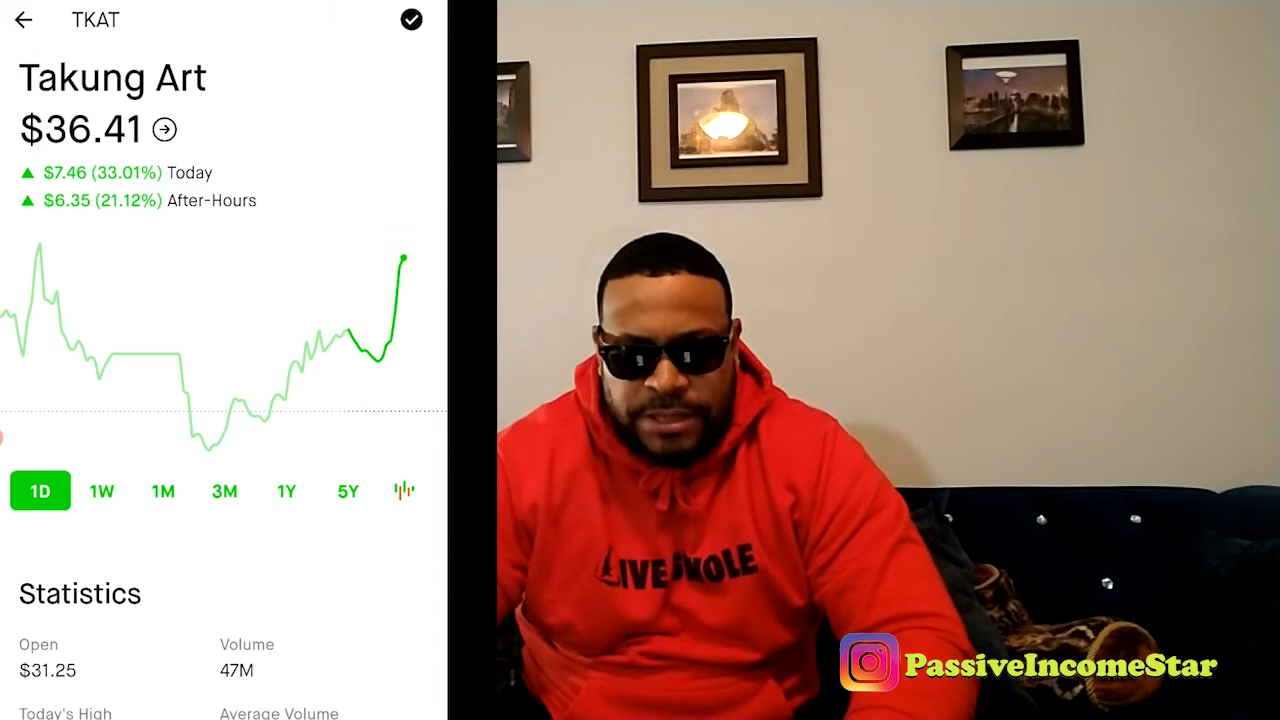 TKAT
Takung Art
$36.41
$7.46 (33.01%) Today
$6.35 (21.12%) After-Hours
1D 1W 1M 3M 1Y 5Y
Statistics
Open Volume
$31.25 47M
Today's High Average Volume
PassiveIncomeStar